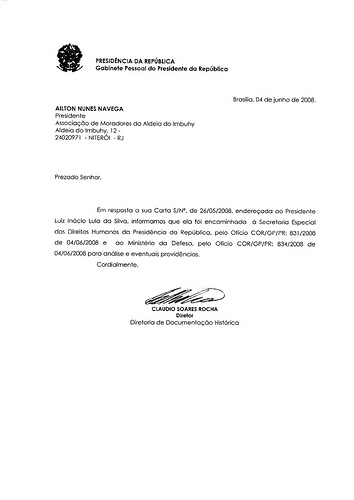 PRESIDÊNCIA DA REPÚBLICA
Gabinete Pessoal do Presidente da República
Brasília, 04 de junho de 2008.
AILTON NUNES NAVEGA
Presidente
Associação de Moradores da Aldeia do Imbuhy
Aldeia do Imbuhy, 12 -
24020971 - NITERÓI - RJ
Prezado Senhor,
Em resposta a sua Carta S/Nº, de 26/05/2008, endereçada ao Presidente
Luiz Inácio Lula da Silva, informamos que ela foi encaminhado à Secretaria Especial
dos Direitos Humanos da Presidência da República, pelo Ofício COR/GP/PR: 831/2008
de 04/06/2008 e ao Ministério da Defesa, pelo Ofício COR/GP/PR: 834/2008 de
04/06/2008 para análise e eventuais providências.
Cordialmente,
CLAUDIO SOARES ROCHA
Diretor
Diretoria de Documentação Histórica